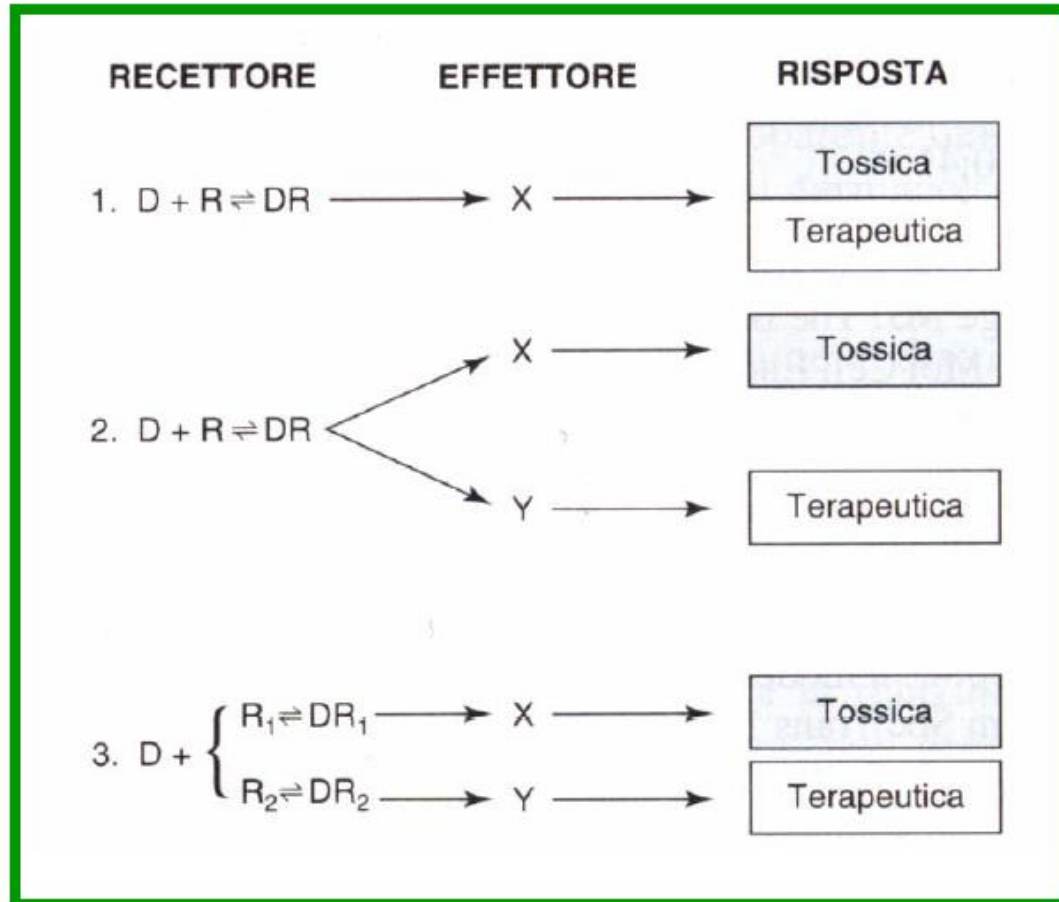 RECETTORE EFFETTORE RISPOSTA
Tossica
1. D + R ⇌ DR X
Terapeutica
X Tossica
2. D + R ⇌ DR
Y Terapeutica
R₁ ⇌ DR₁ X Tossica
3. D + {
R₂ ⇌ DR₂ Y Terapeutica